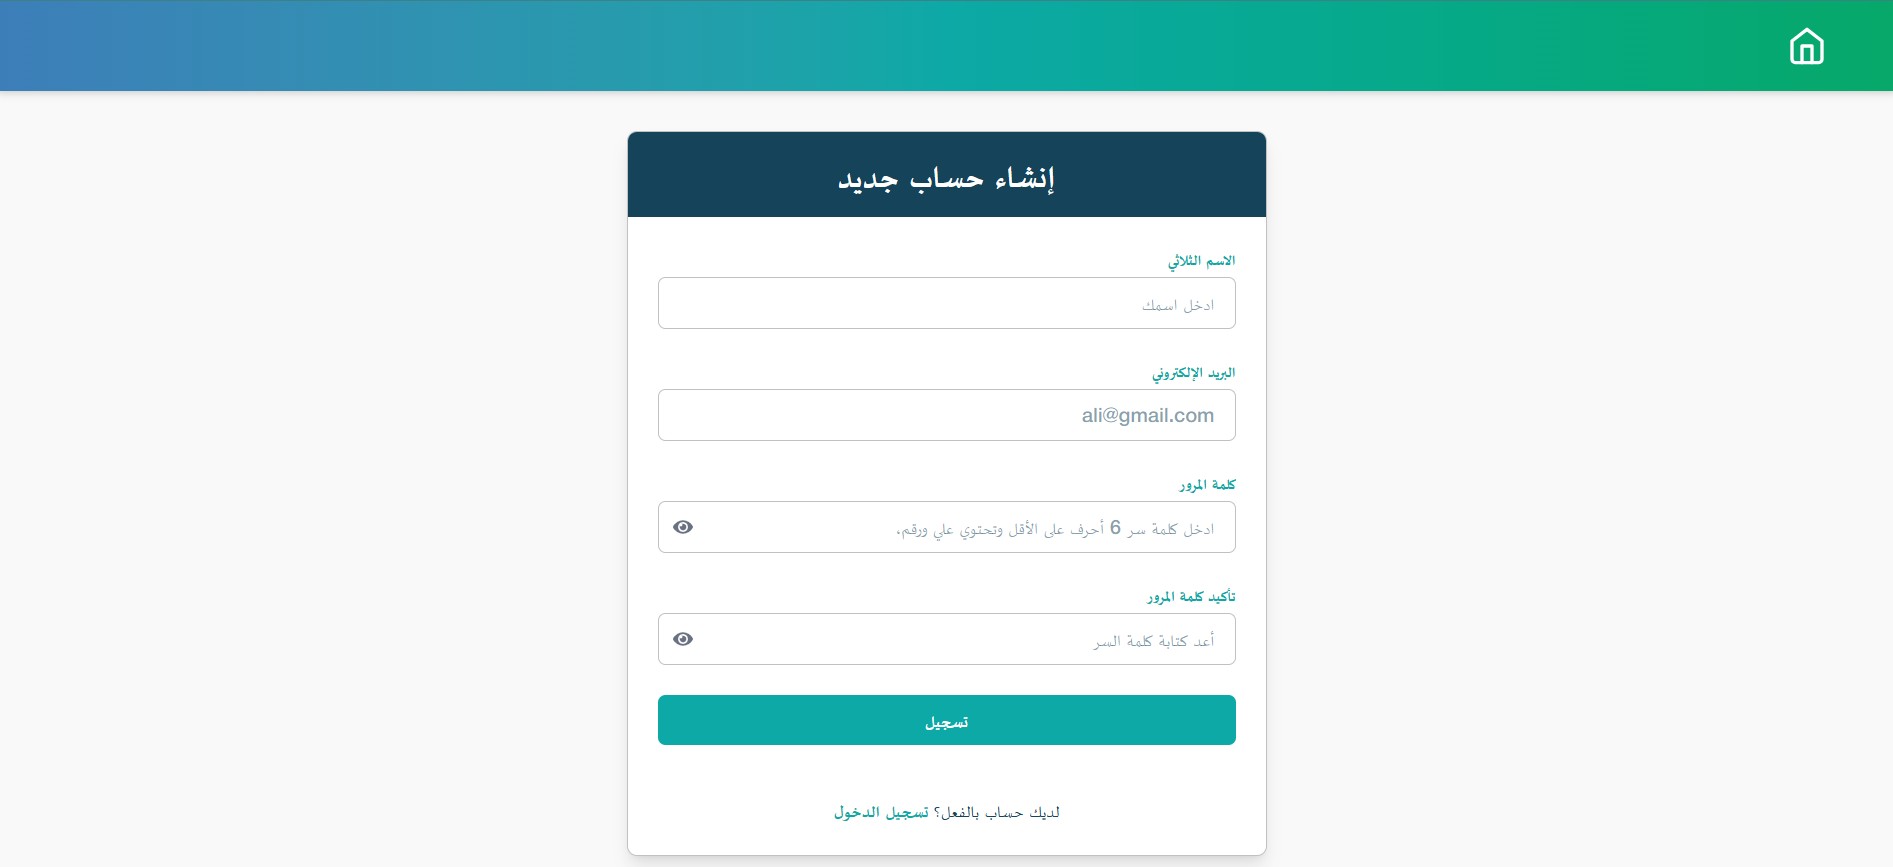 إنشاء حساب جديد
الاسم الثلاثي
ادخل اسمك
البريد الإلكتروني
ali@gmail.com
كلمة المرور
ادخل كلمة سر 6 أحرف على الأقل وتحتوي علي ورقم،
تأكيد كلمة المرور
أعد كتابة كلمة السر
تسجيل
لديك حساب بالفعل؟ تسجيل الدخول